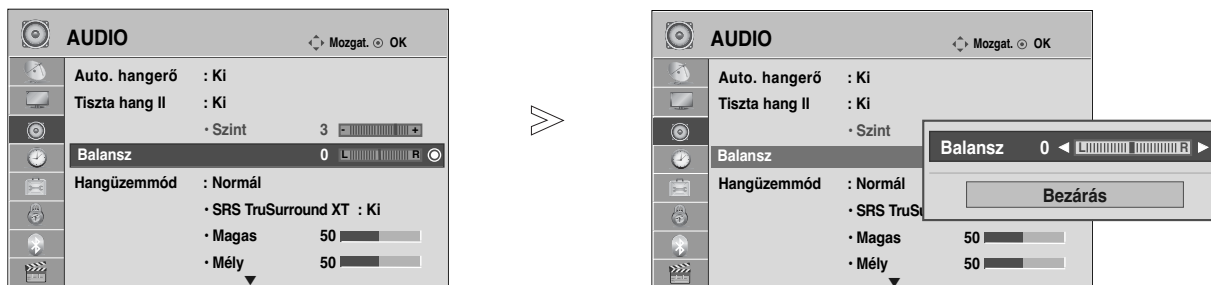 AUDIO Mozgat. OK
Auto. hangerő : Ki
Tiszta hang II : Ki
• Szint 3 - +
Balansz 0 L R
Hangüzemmód : Normál
• SRS TruSurround XT : Ki
• Magas 50
• Mély 50
AUDIO Mozgat. OK
Auto. hangerő : Ki
Tiszta hang II : Ki
• Szint
Balansz
Hangüzemmód : Normál
• SRS TruSu
• Magas 50
• Mély 50
Balansz 0 L R
Bezárás